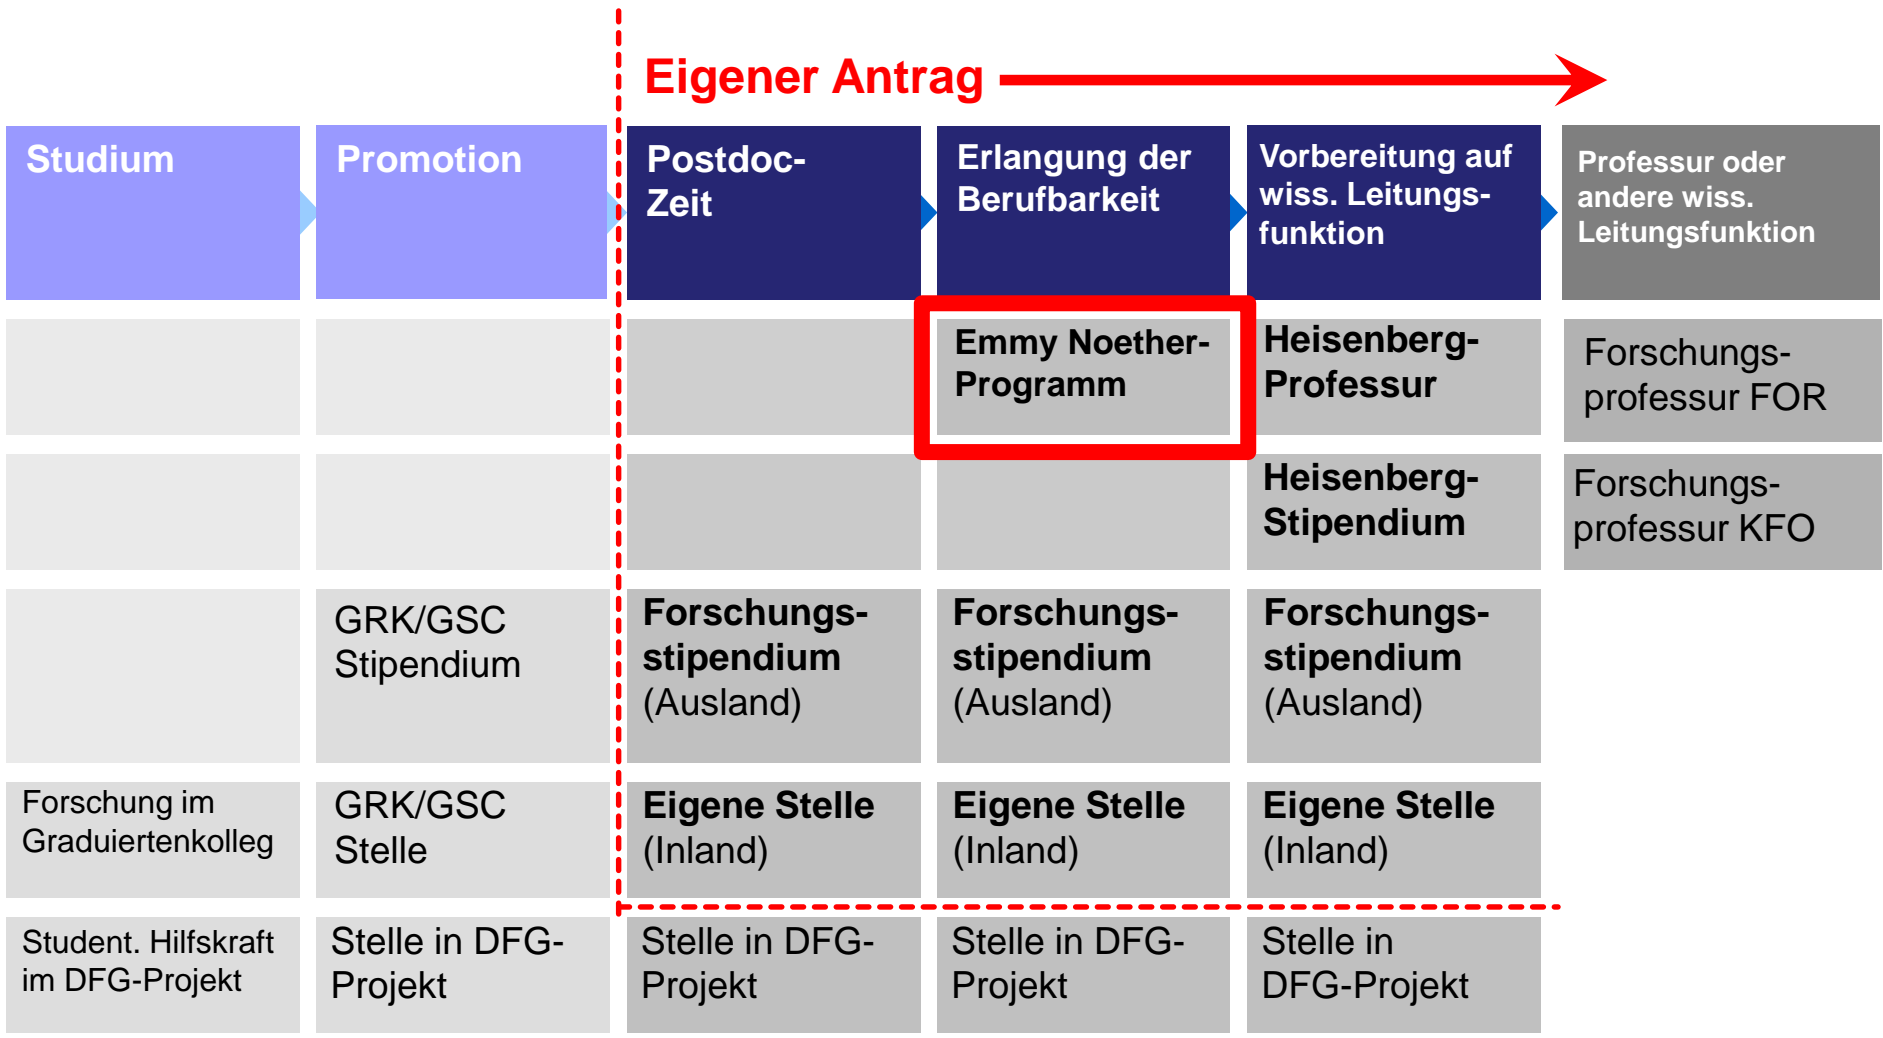 Eigener Antrag
Studium
Promotion
Postdoc-
Zeit
Erlangung der
Berufbarkeit
Vorbereitung auf
wiss. Leitungs-
funktion
Professur oder
andere wiss.
Leitungsfunktion
Emmy Noether-
Programm
Heisenberg-
Professur
Forschungs-
professur FOR
Heisenberg-
Stipendium
Forschungs-
professur KFO
GRK/GSC
Stipendium
Forschungs-
stipendium
(Ausland)
Forschungs-
stipendium
(Ausland)
Forschungs-
stipendium
(Ausland)
Forschung im
Graduiertenkolleg
GRK/GSC
Stelle
Eigene Stelle
(Inland)
Eigene Stelle
(Inland)
Eigene Stelle
(Inland)
Student. Hilfskraft
im DFG-Projekt
Stelle in DFG-
Projekt
Stelle in DFG-
Projekt
Stelle in DFG-
Projekt
Stelle in
DFG-Projekt